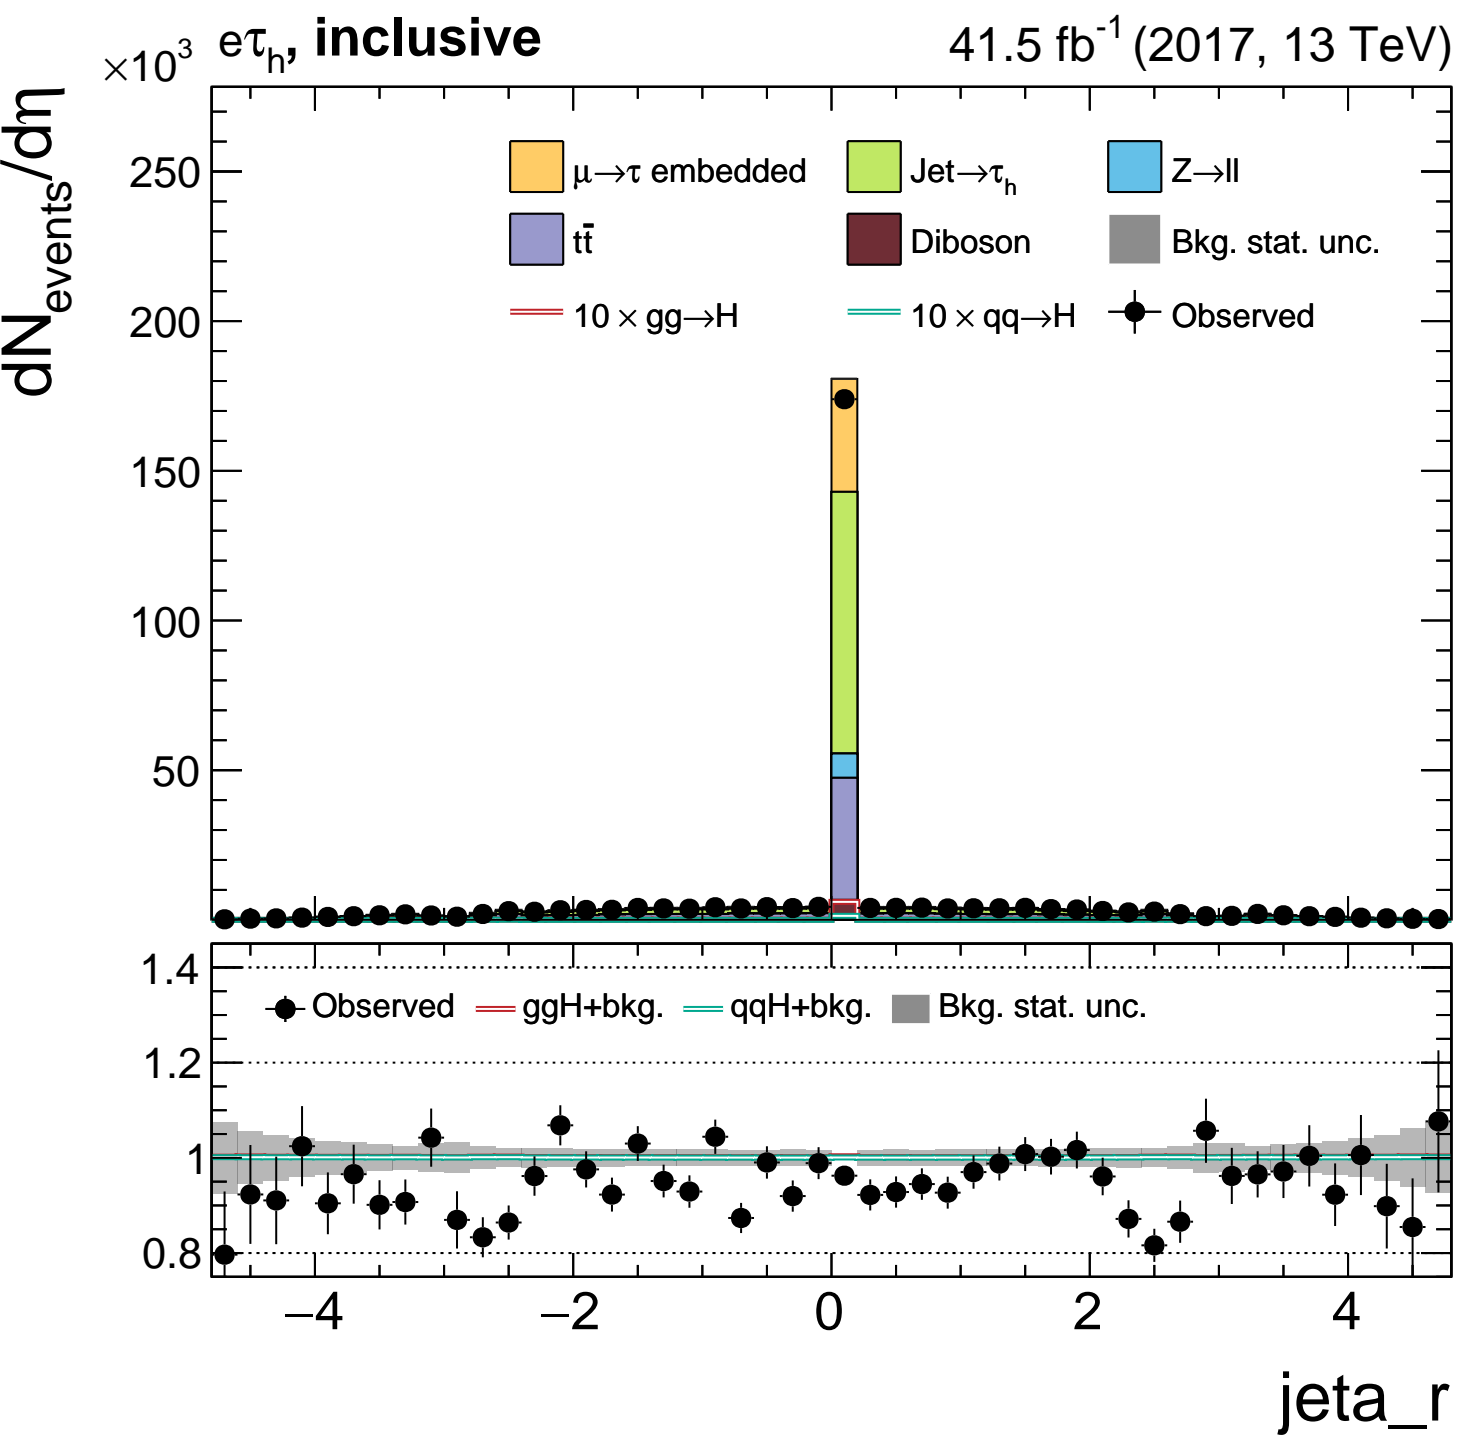 ×10³ eτₕ, inclusive 41.5 fb⁻¹ (2017, 13 TeV)
dN_events/dη
μ→τ embedded Jet→τₕ Z→ll
tt̄ Diboson Bkg. stat. unc.
10 × gg→H 10 × qq→H Observed
250
200
150
100
50
1.4
Observed ggH+bkg. qqH+bkg. Bkg. stat. unc.
1.2
1
0.8
−4 −2 0 2 4
jeta_r